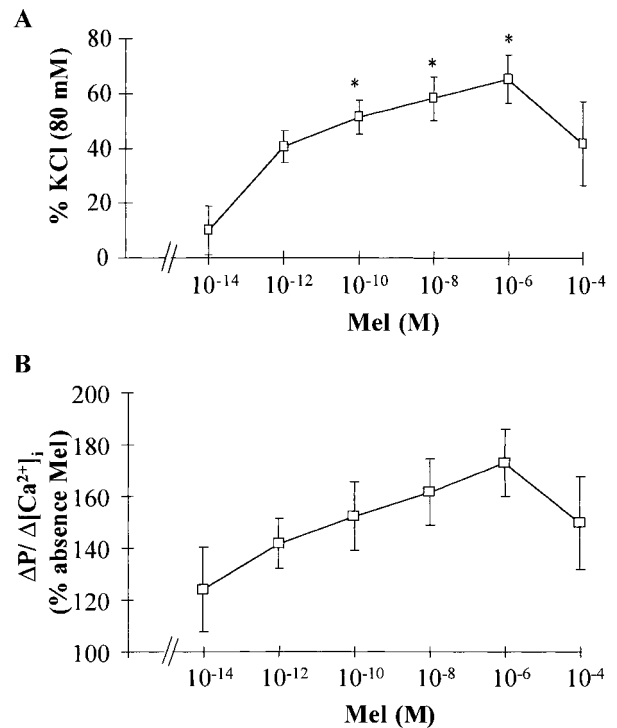 A
% KCl (80 mM)
80
60
40
20
0
* * *
10⁻¹⁴ 10⁻¹² 10⁻¹⁰ 10⁻⁸ 10⁻⁶ 10⁻⁴
Mel (M)
B
ΔP/ Δ[Ca²⁺]ᵢ
(% absence Mel)
200
180
160
140
120
100
10⁻¹⁴ 10⁻¹² 10⁻¹⁰ 10⁻⁸ 10⁻⁶ 10⁻⁴
Mel (M)